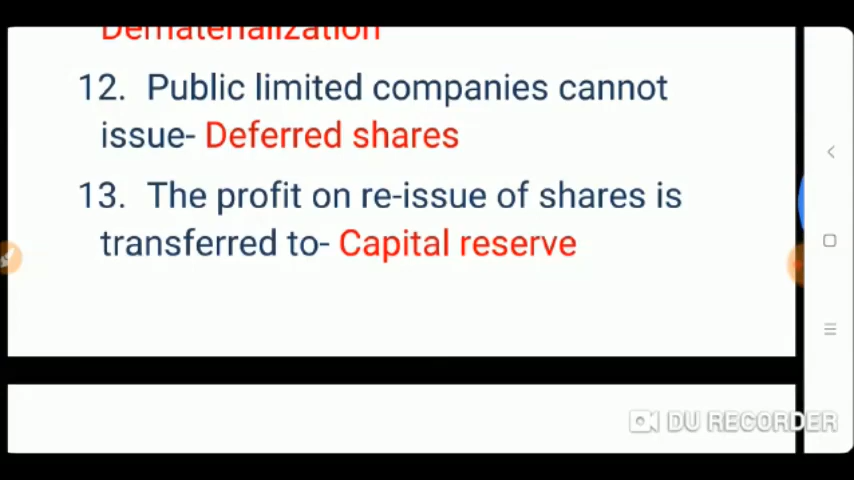 Dematerialization
12. Public limited companies cannot
issue- Deferred shares
13. The profit on re-issue of shares is
transferred to- Capital reserve
DU RECORDER